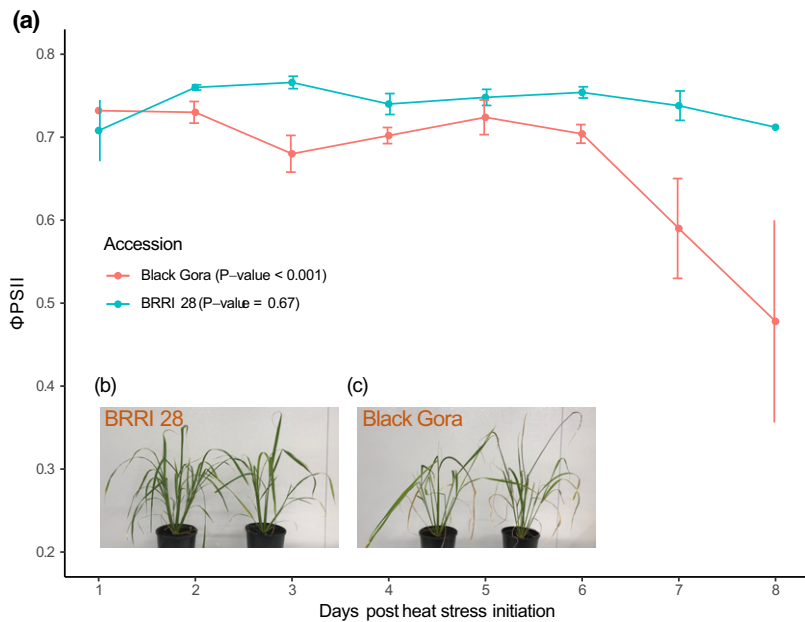 (a)
0.8
0.7
0.6
0.5
0.4
0.3
0.2
ΦPSII
Accession
Black Gora (P–value < 0.001)
BRRI 28 (P–value = 0.67)
(b)
(c)
BRRI 28
Black Gora
1 2 3 4 5 6 7 8
Days post heat stress initiation